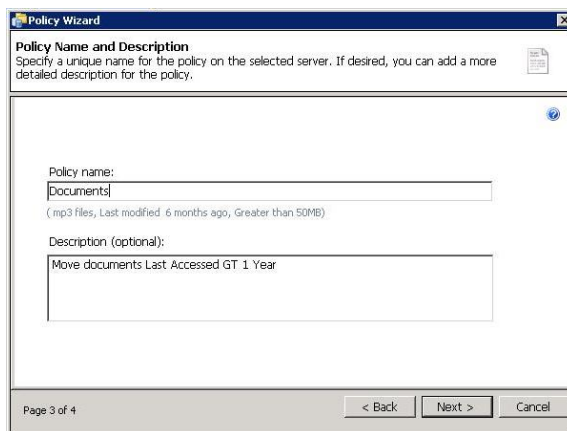 Policy Wizard
Policy Name and Description
Specify a unique name for the policy on the selected server. If desired, you can add a more
detailed description for the policy.
Policy name:
Documents
( mp3 files, Last modified 6 months ago, Greater than 50MB)
Description (optional):
Move documents Last Accessed GT 1 Year
Page 3 of 4
< Back
Next >
Cancel